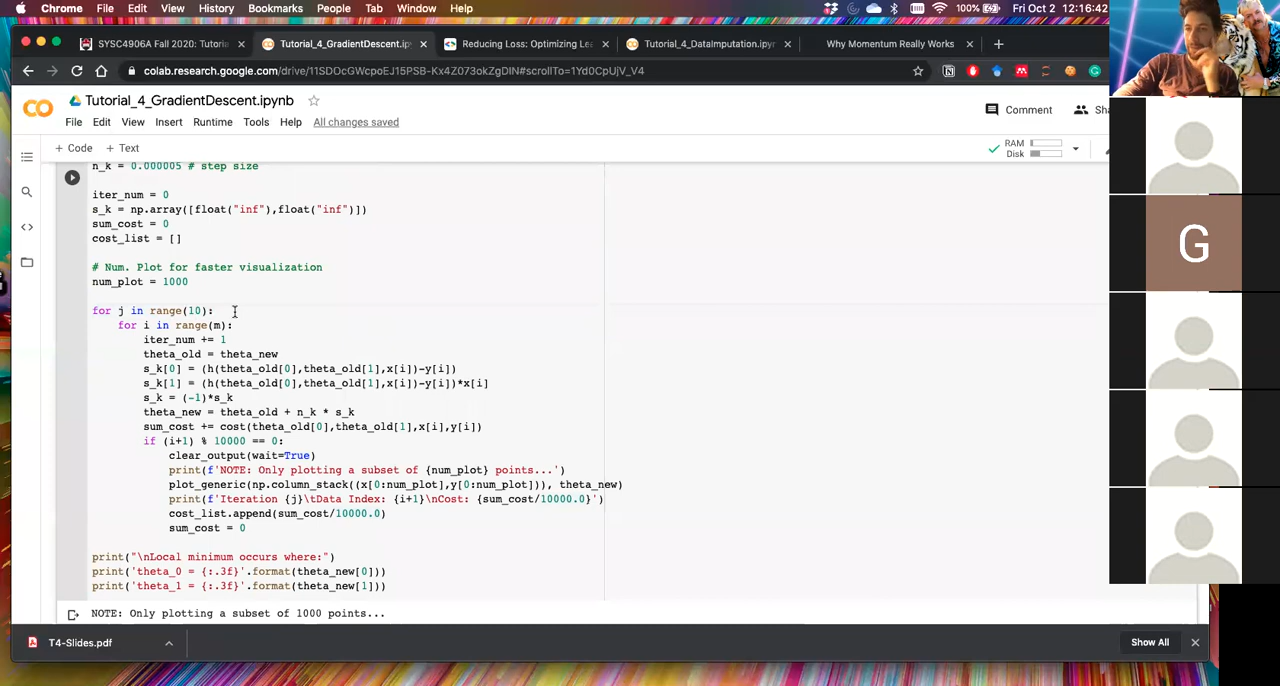 Chrome File Edit View History Bookmarks People Tab Window Help 100% Fri Oct 2 12:16:42
SYSC4906A Fall 2020: Tutori
Tutorial_4_GradientDescent.ip
Reducing Loss: Optimizing Le
Tutorial_4_DataImputation.ipyr
Why Momentum Really Works
colab.research.google.com/drive/11SDOcGWcpoEJ15PSB-Kx4Z073okZgDIN#scrollTo=1Yd0CpUjV_V4
CO
Tutorial_4_GradientDescent.ipynb
File Edit View Insert Runtime Tools Help All changes saved
Comment
Sha
+ Code + Text
RAM
Disk
n_k = 0.000005 # step size
iter_num = 0
s_k = np.array([float("inf"),float("inf")])
sum_cost = 0
cost_list = []
# Num. Plot for faster visualization
num_plot = 1000
for j in range(10):
for i in range(m):
iter_num += 1
theta_old = theta_new
s_k[0] = (h(theta_old[0],theta_old[1],x[i])-y[i])
s_k[1] = (h(theta_old[0],theta_old[1],x[i])-y[i])*x[i]
s_k = (-1)*s_k
theta_new = theta_old + n_k * s_k
sum_cost += cost(theta_old[0],theta_old[1],x[i],y[i])
if (i+1) % 10000 == 0:
clear_output(wait=True)
print(f'NOTE: Only plotting a subset of {num_plot} points...')
plot_generic(np.column_stack((x[0:num_plot],y[0:num_plot])), theta_new)
print(f'Iteration {j}\tData Index: {i+1}\nCost: {sum_cost/10000.0}')
cost_list.append(sum_cost/10000.0)
sum_cost = 0
print("\nLocal minimum occurs where:")
print('theta_0 = {:.3f}'.format(theta_new[0]))
print('theta_1 = {:.3f}'.format(theta_new[1]))
NOTE: Only plotting a subset of 1000 points...
T4-Slides.pdf
Show All
G